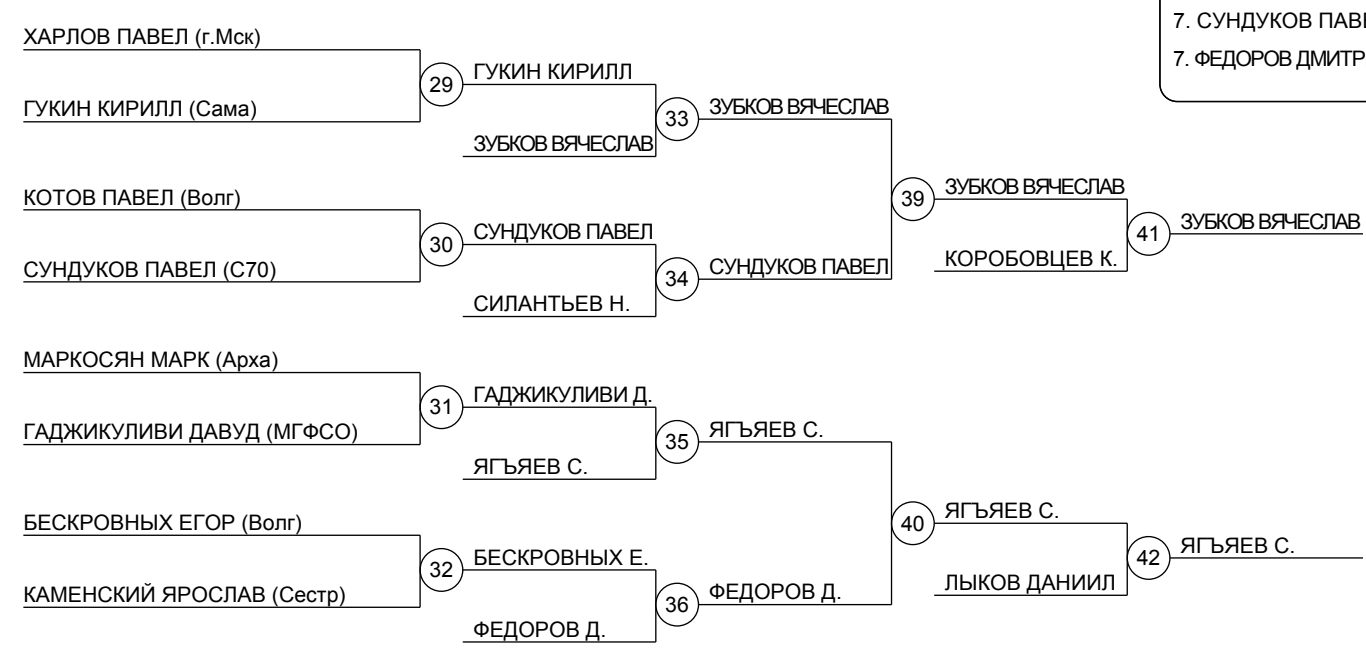 7. СУНДУКОВ
7. ФЕДОРОВ
ХАРЛОВ ПАВЕЛ (г.Мск)
29
ГУКИН КИРИЛЛ
ГУКИН КИРИЛЛ (Сама)
33
ЗУБКОВ ВЯЧЕСЛАВ
ЗУБКОВ ВЯЧЕСЛАВ
КОТОВ ПАВЕЛ (Волг)
39
ЗУБКОВ ВЯЧЕСЛАВ
30
СУНДУКОВ ПАВЕЛ
41
ЗУБКОВ ВЯЧЕСЛАВ
СУНДУКОВ ПАВЕЛ (С70)
34
СУНДУКОВ ПАВЕЛ
КОРОБОВЦЕВ К.
СИЛАНТЬЕВ Н.
МАРКОСЯН МАРК (Арха)
31
ГАДЖИКУЛИВИ Д.
ГАДЖИКУЛИВИ ДАВУД (МГФСО)
35
ЯГЪЯЕВ С.
ЯГЪЯЕВ С.
БЕСКРОВНЫХ ЕГОР (Волг)
40
ЯГЪЯЕВ С.
32
БЕСКРОВНЫХ Е.
42
ЯГЪЯЕВ С.
КАМЕНСКИЙ ЯРОСЛАВ (Сестр)
36
ФЕДОРОВ Д.
ЛЫКОВ ДАНИИЛ
ФЕДОРОВ Д.